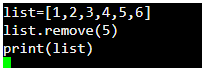 list=[1,2,3,4,5,6]
list.remove(5)
print(list)